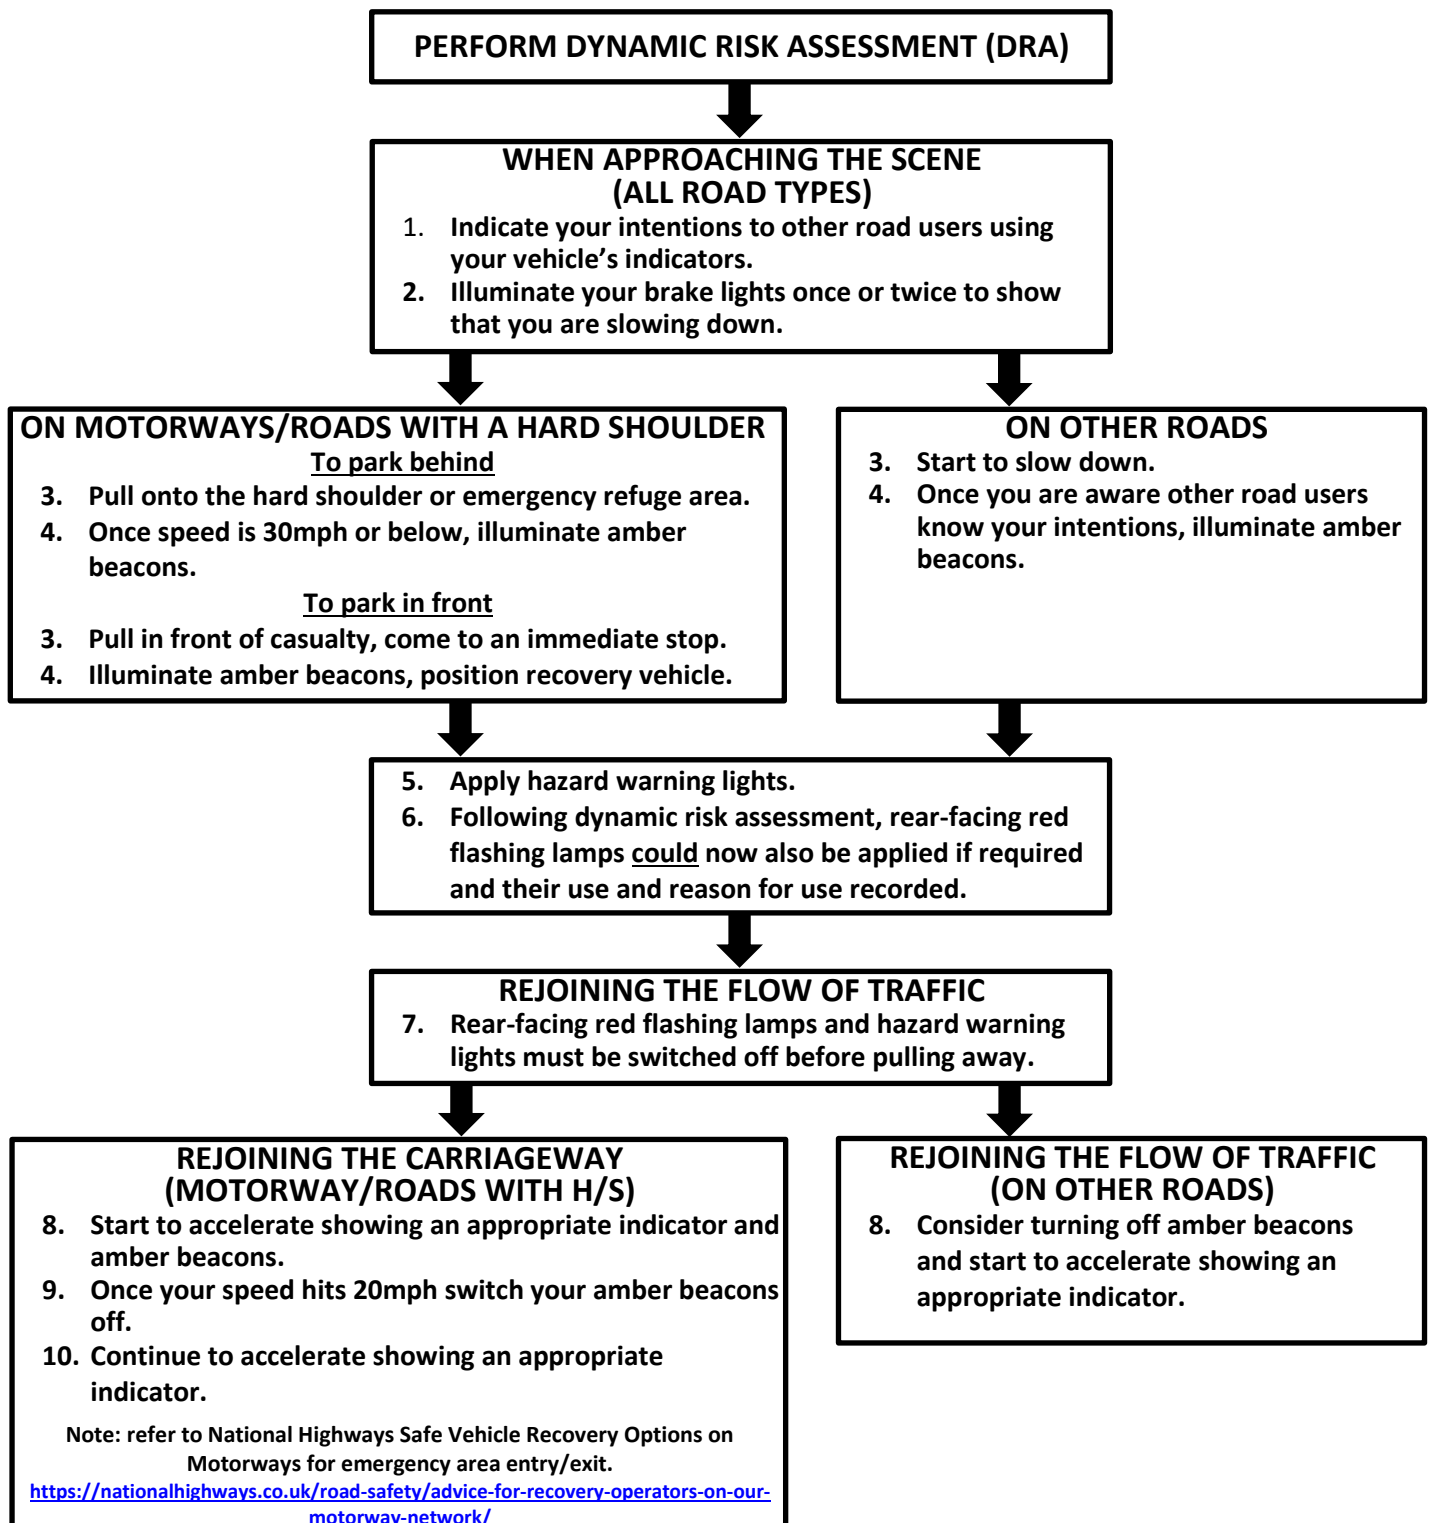 PERFORM DYNAMIC RISK ASSESSMENT (DRA)
WHEN APPROACHING THE SCENE
(ALL ROAD TYPES)
1. Indicate your intentions to other road users using
your vehicle’s indicators.
2. Illuminate your brake lights once or twice to show
that you are slowing down.
ON MOTORWAYS/ROADS WITH A HARD SHOULDER
To park behind
3. Pull onto the hard shoulder or emergency refuge area.
4. Once speed is 30mph or below, illuminate amber
beacons.
To park in front
3. Pull in front of casualty, come to an immediate stop.
4. Illuminate amber beacons, position recovery vehicle.
ON OTHER ROADS
3. Start to slow down.
4. Once you are aware other road users
know your intentions, illuminate amber
beacons.
5. Apply hazard warning lights.
6. Following dynamic risk assessment, rear-facing red
flashing lamps could now also be applied if required
and their use and reason for use recorded.
REJOINING THE FLOW OF TRAFFIC
7. Rear-facing red flashing lamps and hazard warning
lights must be switched off before pulling away.
REJOINING THE CARRIAGEWAY
(MOTORWAY/ROADS WITH H/S)
8. Start to accelerate showing an appropriate indicator and
amber beacons.
9. Once your speed hits 20mph switch your amber beacons
off.
10. Continue to accelerate showing an appropriate
indicator.
Note: refer to National Highways Safe Vehicle Recovery Options on
Motorways for emergency area entry/exit.
https://nationalhighways.co.uk/road-safety/advice-for-recovery-operators-on-our-
motorway-network/
REJOINING THE FLOW OF TRAFFIC
(ON OTHER ROADS)
8. Consider turning off amber beacons
and start to accelerate showing an
appropriate indicator.